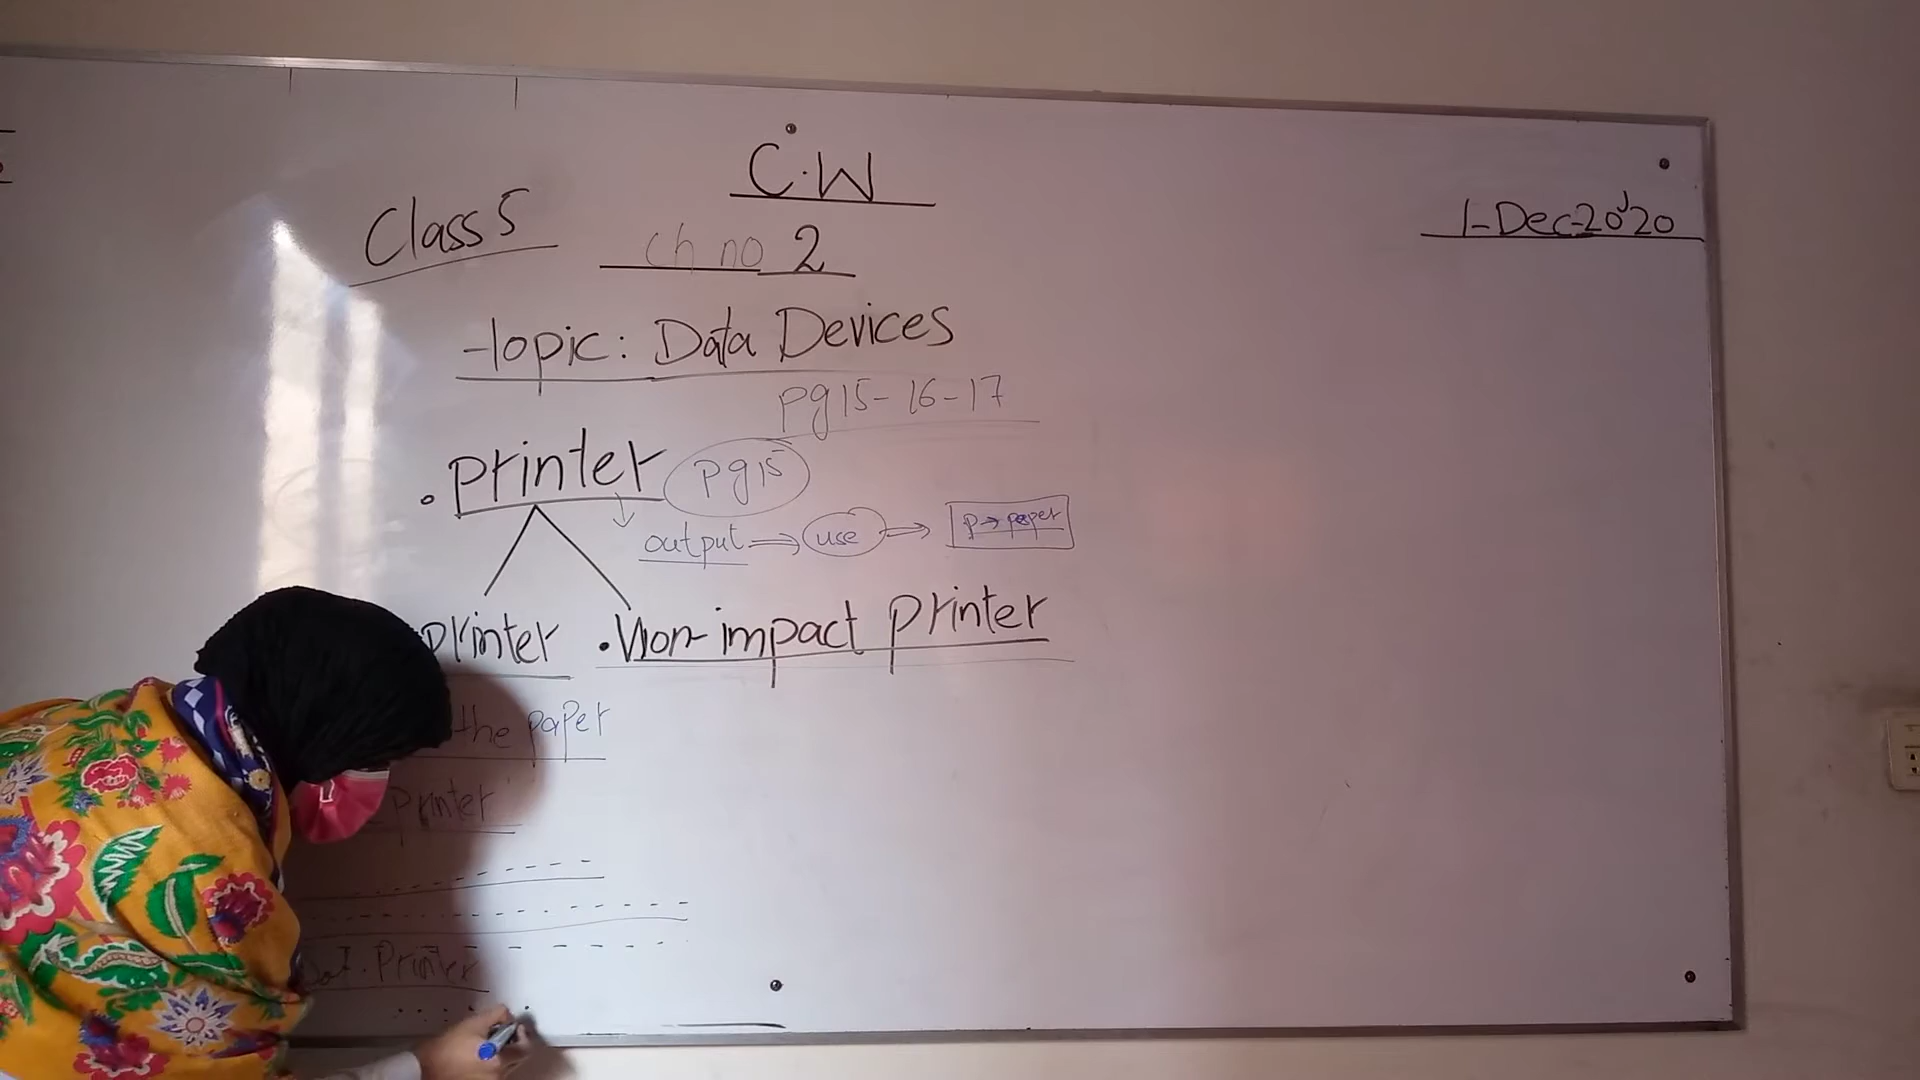 C.W
Class 5
1-Dec-2020
ch no 2
Topic: Data Devices
pg 15-16-17
. printer pg 15
output ⇒ use ⇒ P→ paper
printer . Non-impact printer
the paper
printer
Dot. Printer